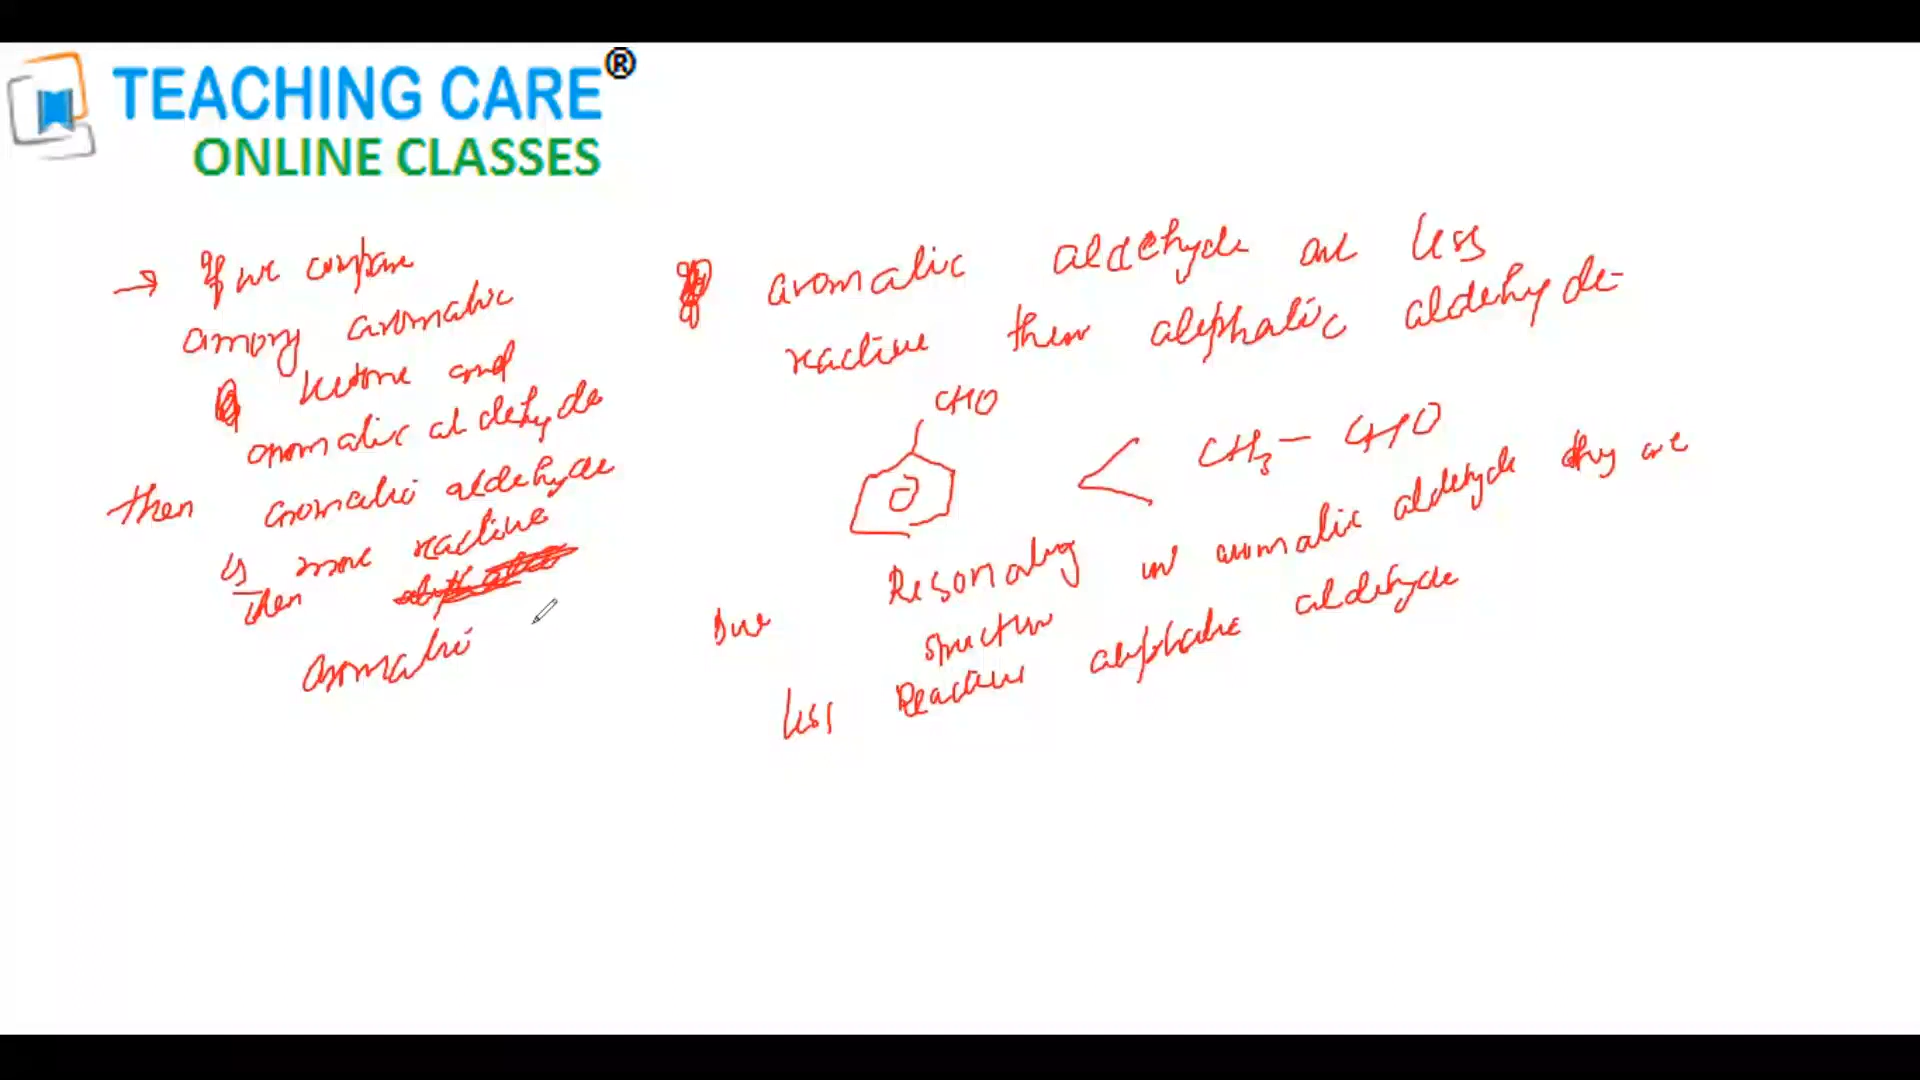 TEACHING CARE®
ONLINE CLASSES
→ If we compare
among aromatic
ketone and
aromatic aldehyde
then aromatic aldehyde
is more reactive
then
aromatic
aromatic aldehyde are less
reactive then aliphatic aldehyde
CHO
< CH3 - CHO
Due Resonating in aromatic aldehyde they are
structure
less Reactive aliphatic aldehyde